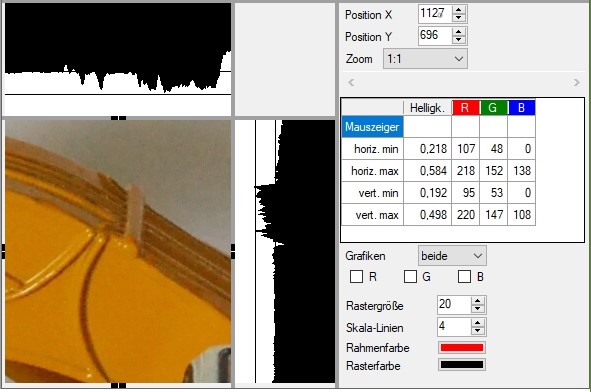 Position X 1127
Position Y 696
Zoom 1:1
Helligk. R G B
Mauszeiger
horiz. min 0,218 107 48 0
horiz. max 0,584 218 152 138
vert. min 0,192 95 53 0
vert. max 0,498 220 147 108
Grafiken beide
R G B
Rastergröße 20
Skala-Linien 4
Rahmenfarbe
Rasterfarbe